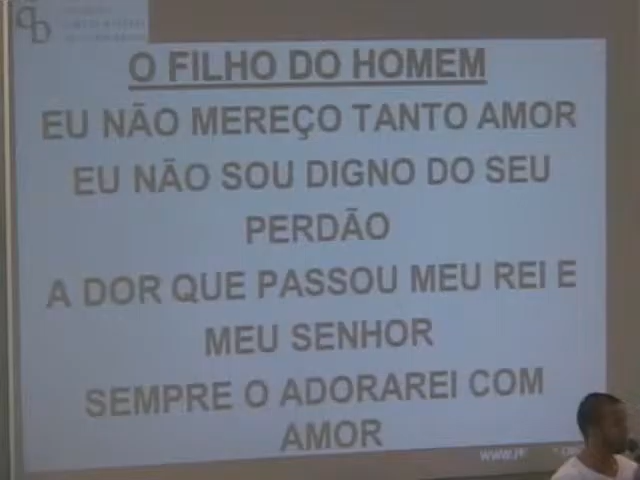 O FILHO DO HOMEM
EU NÃO MEREÇO TANTO AMOR
EU NÃO SOU DIGNO DO SEU
PERDÃO
A DOR QUE PASSOU MEU REI E
MEU SENHOR
SEMPRE O ADORAREI COM
AMOR